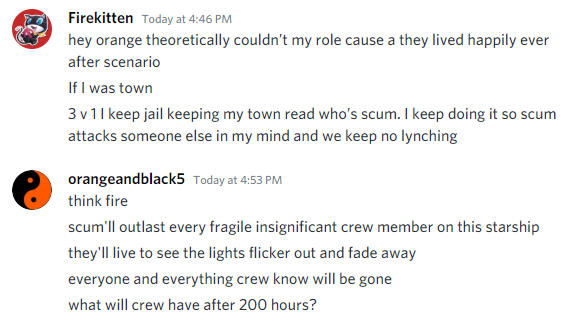 Firekitten Today at 4:46 PM
hey orange theoretically couldn't my role cause a they lived happily ever
after scenario
If I was town
3 v 1 I keep jail keeping my town read who's scum. I keep doing it so scum
attacks someone else in my mind and we keep no lynching
orangeandblack5 Today at 4:53 PM
think fire
scum'll outlast every fragile insignificant crew member on this starship
they'll live to see the lights flicker out and fade away
everyone and everything crew know will be gone
what will crew have after 200 hours?